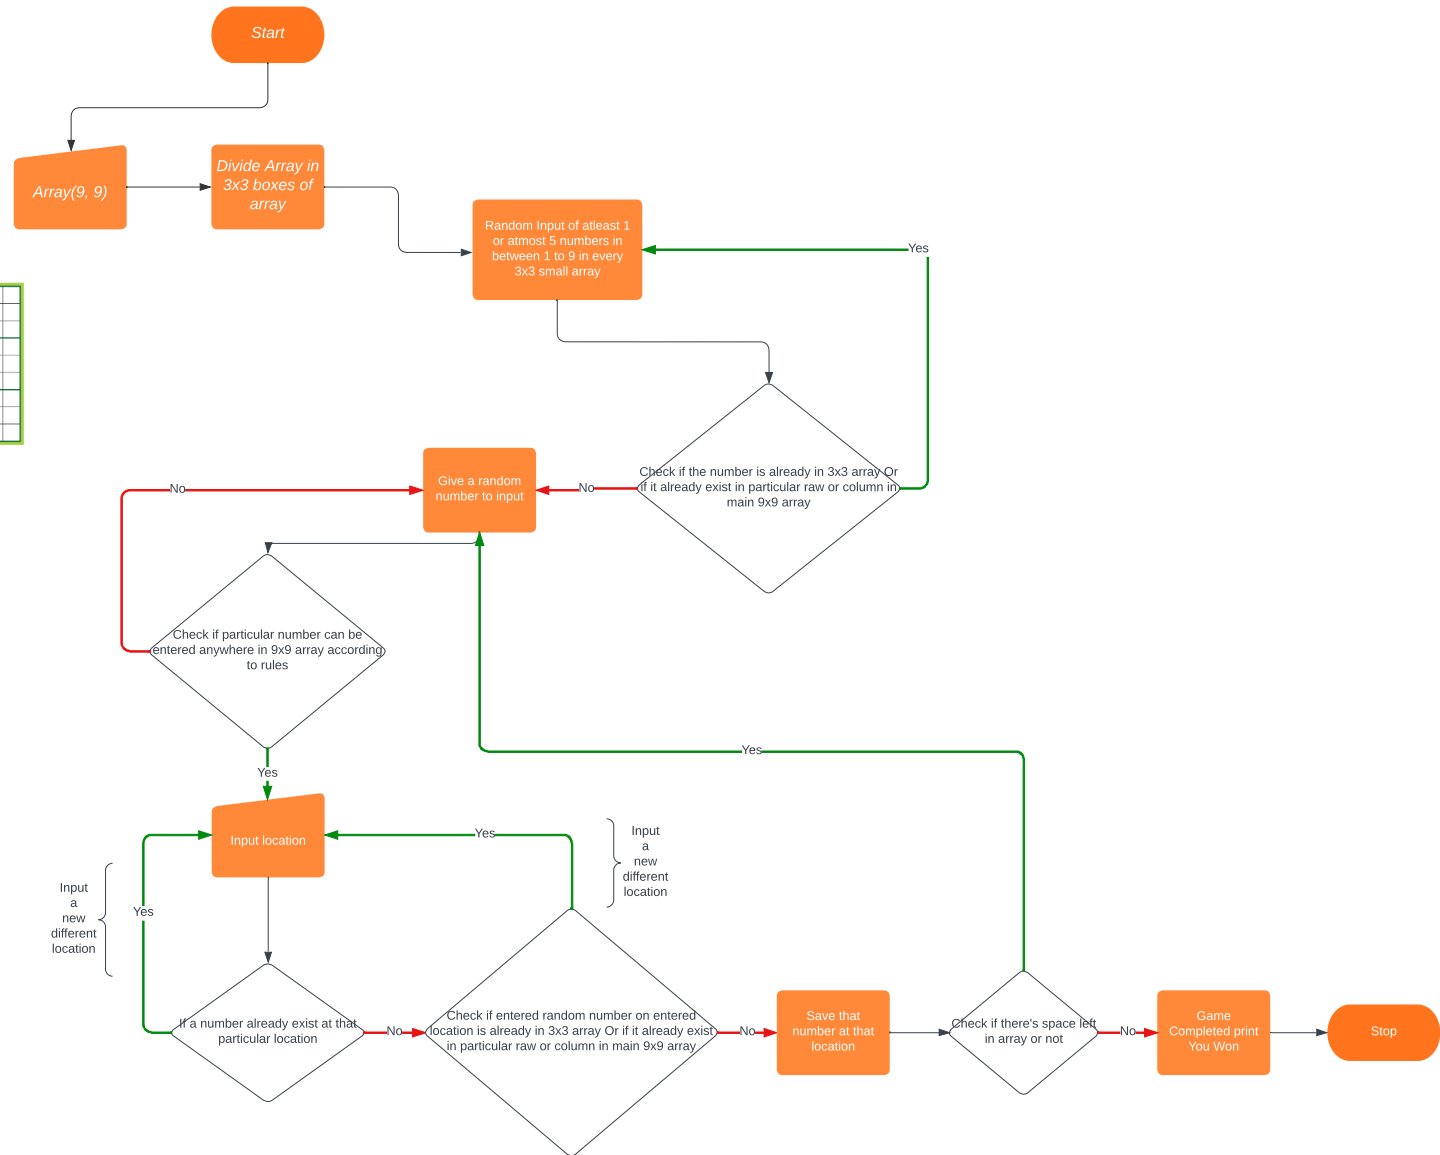 Start
Array(9, 9)
Divide Array in
3x3 boxes of
array
Random Input of atleast 1
or atmost 5 numbers in
between 1 to 9 in every
3x3 small array
Yes
Check if the number is already in 3x3 array Or
if it already exist in particular raw or column in
main 9x9 array
No
Give a random
number to input
No
Check if particular number can be
entered anywhere in 9x9 array according
to rules
Yes
Yes
Input location
Yes
Input
a
new
different
location
Input
a
new
different
location
Yes
If a number already exist at that
particular location
No
Check if entered random number on entered
location is already in 3x3 array Or if it already exist
in particular raw or column in main 9x9 array
No
Save that
number at that
location
Check if there's space left
in array or not
No
Game
Completed print
You Won
Stop